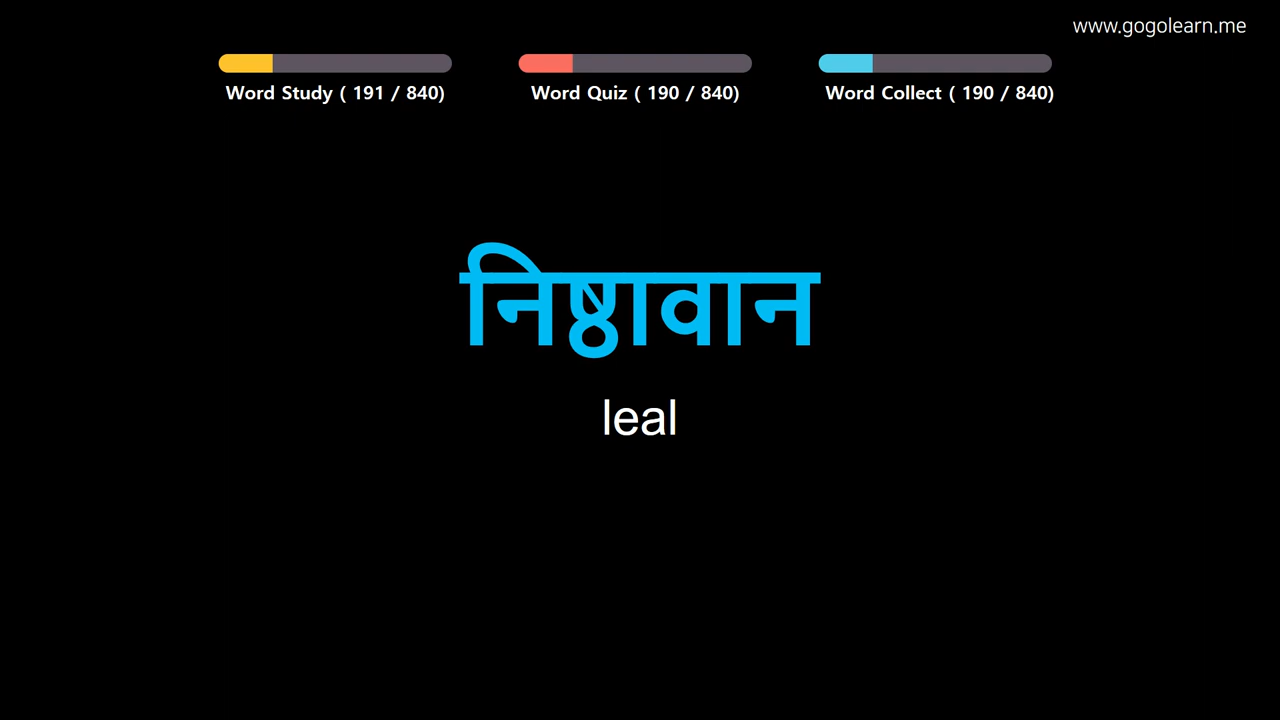 www.gogolearn.me
Word Study ( 191 / 840)
Word Quiz ( 190 / 840)
Word Collect ( 190 / 840)
निष्ठावान
leal